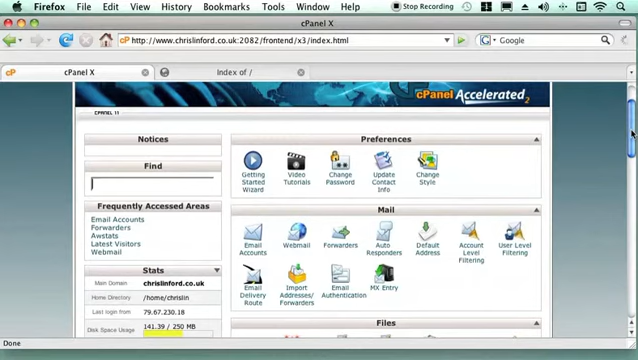 Firefox File Edit View History Bookmarks Tools Window Help Stop Recording
cPanel X
http://www.chrislinford.co.uk:2082/frontend/x3/index.html
Google
cP cPanel X
Index of /
cPanel Accelerated2
CPANEL 11
Notices
Find
Frequently Accessed Areas
Email Accounts
Forwarders
Awstats
Latest Visitors
Webmail
Stats
Main Domain chrislinford.co.uk
Home Directory /home/chrislin
Last login from 79.67.230.18
Disk Space Usage 141.39 / 250 MB
Preferences
Getting Started Wizard
Video Tutorials
Change Password
Update Contact Info
Change Style
Mail
Email Accounts
Webmail
Forwarders
Auto Responders
Default Address
Account Level Filtering
User Level Filtering
Email Delivery Route
Import Addresses/ Forwarders
Email Authentication
MX Entry
Files
Done